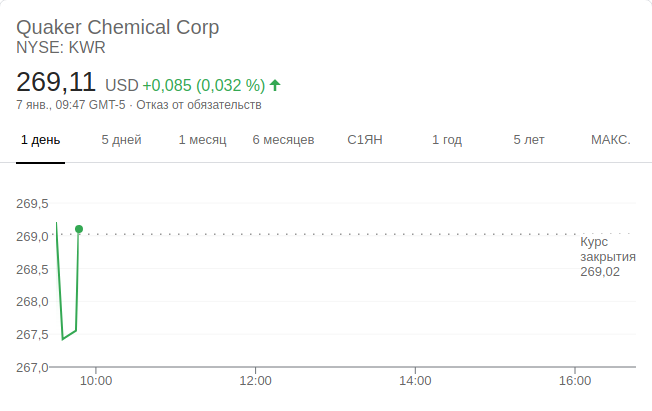 Quaker Chemical Corp
NYSE: KWR
269,11 USD +0,085 (0,032 %)
7 янв., 09:47 GMT-5 · Отказ от обязательств
1 день 5 дней 1 месяц 6 месяцев С1ЯН 1 год 5 лет МАКС.
269,5
269,0
268,5
268,0
267,5
267,0
Курс
закрытия
269,02
10:00 12:00 14:00 16:00